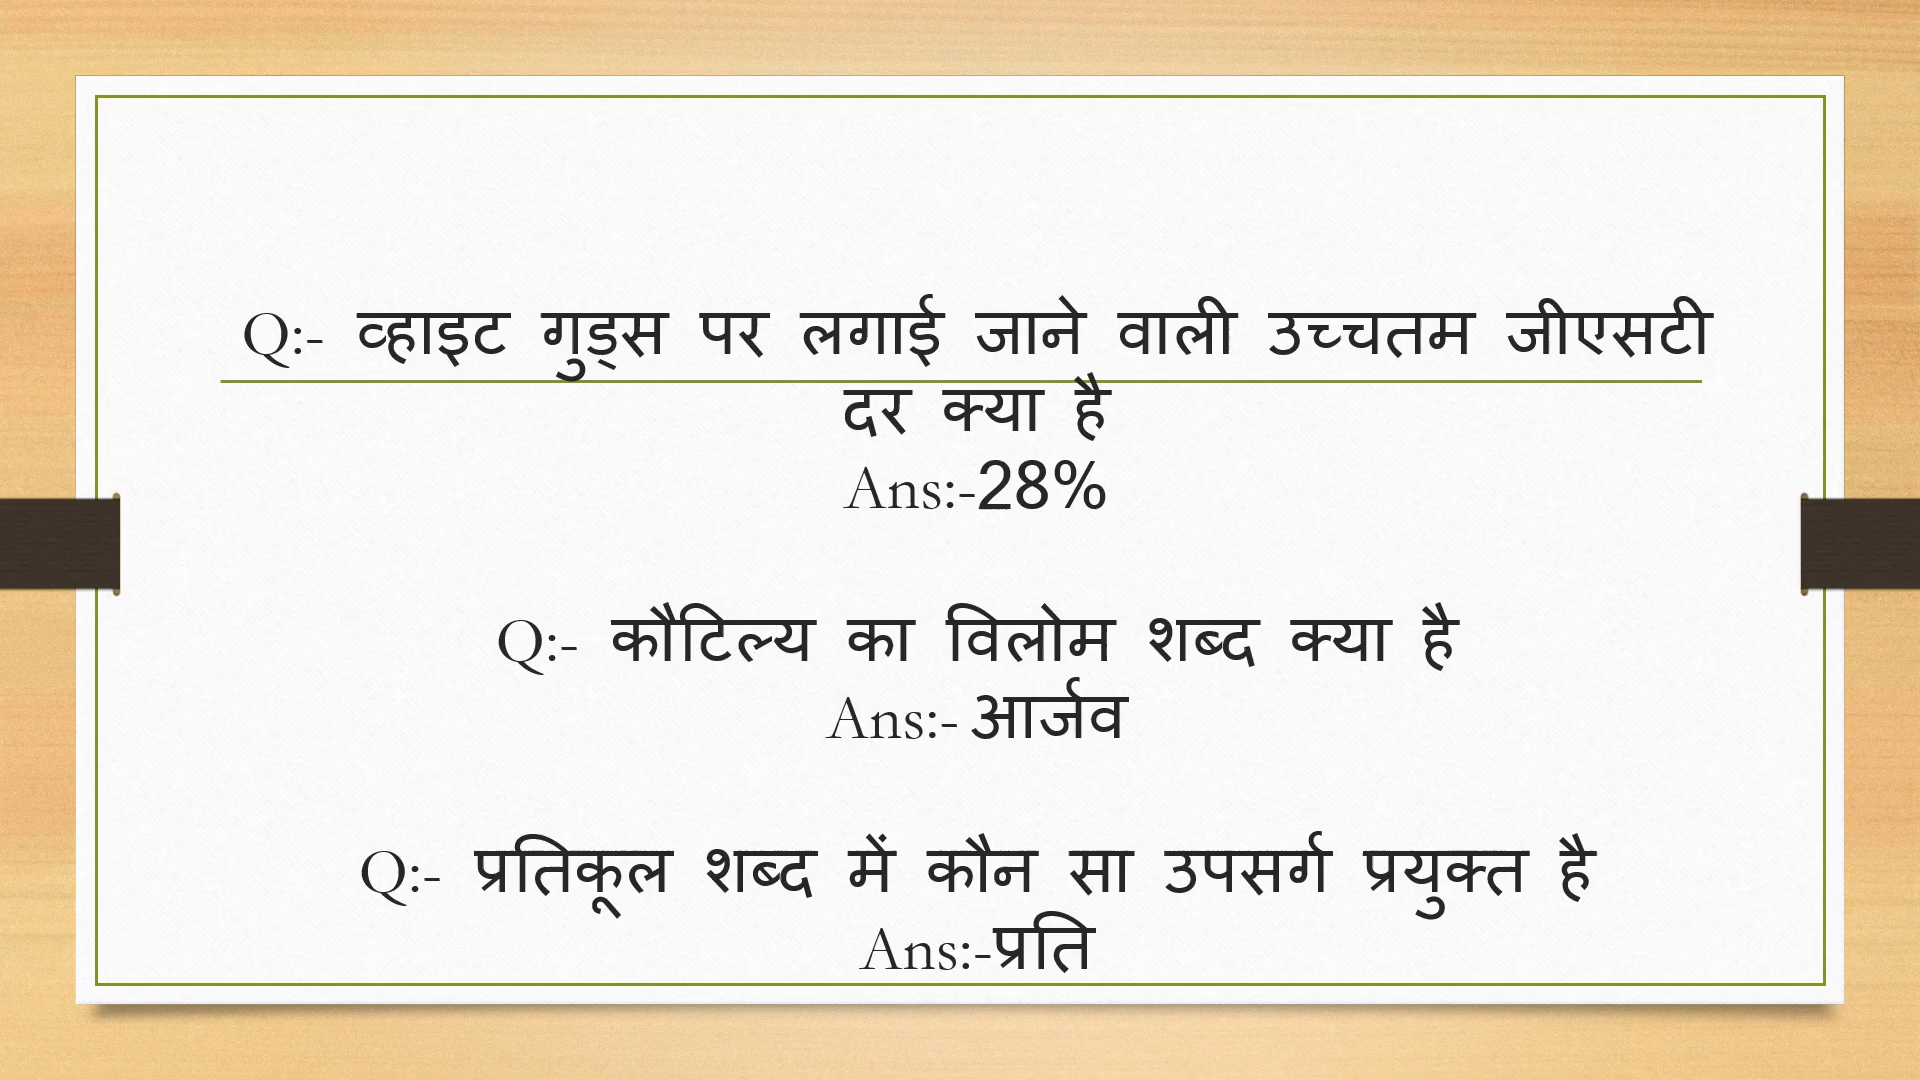 Q:- व्हाइट गुड्स पर लगाई जाने वाली उच्चतम जीएसटी
दर क्या है
Ans:-28%
Q:- कौटिल्य का विलोम शब्द क्या है
Ans:- आर्जव
Q:- प्रतिकूल शब्द में कौन सा उपसर्ग प्रयुक्त है
Ans:-प्रति